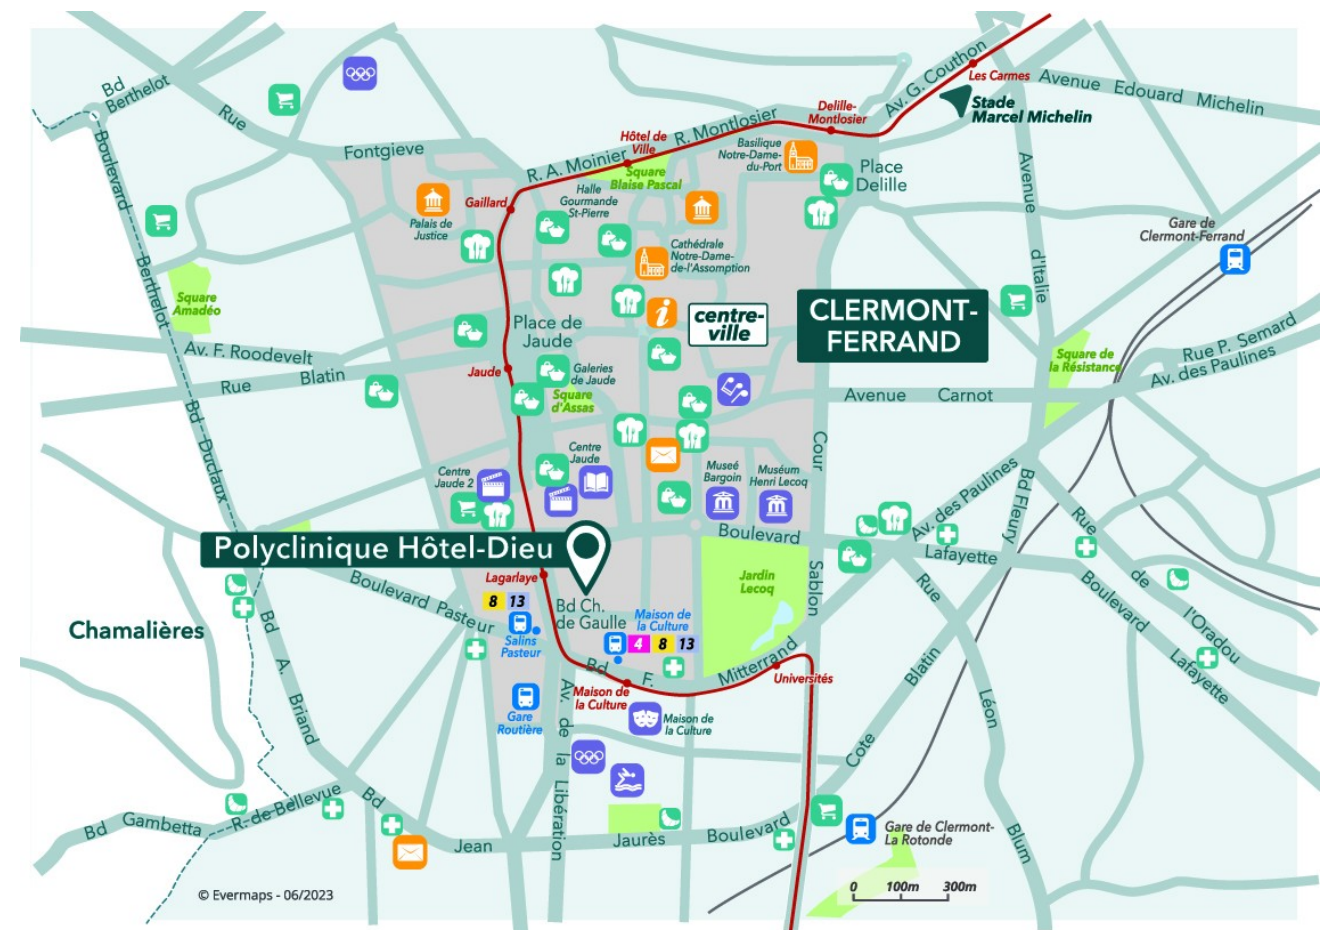 Bd
Berthelot
Rue
Fontgieve
Boulevard
Berthelot
Bd Duclaux
R. A. Moinier
Hôtel de
Ville
R. Montlosier
Delille-
Montlosier
Av. G. Couthon
Les Carmes
Avenue Edouard Michelin
Stade
Marcel Michelin
Square
Blaise Pascal
Basilique
Notre-Dame-
du-Port
Place
Delille
Avenue
d'Italie
Gaillard
Palais de
Justice
Halle
Gourmande
St-Pierre
Cathédrale
Notre-Dame-
de-l'Assomption
Gare de
Clermont-Ferrand
Square
Amadéo
centre-
ville
CLERMONT-
FERRAND
Place de
Jaude
Av. F. Roodevelt
Rue Blatin
Jaude
Galeries
de Jaude
Square
d'Assas
Square de
la Résistance
Rue P. Semard
Av. des Paulines
Avenue Carnot
Cour
Sablon
Centre
Jaude 2
Centre
Jaude
Museé
Bargoin
Muséum
Henri Lecoq
Av. des Paulines
Bd Fleury
Rue
de
l'Oradou
Boulevard
Lafayette
Boulevard
Lafayette
Polyclinique Hôtel-Dieu
Lagarlaye
Boulevard Pasteur
8 13
Salins
Pasteur
Bd Ch.
de Gaulle
Maison de
la Culture
4 8 13
Jardin
Lecoq
Chamalières
Bd
A.
Briand
Bd F. Mitterrand
Universités
Maison de
la Culture
Maison de
la Culture
Gare
Routière
Av. de la Libération
Cote
Blatin
Rue
Léon
Blum
Bd Gambetta
R. de Bellevue
Bd
Jean
Jaurès
Boulevard
Gare de Clermont-
La Rotonde
© Evermaps - 06/2023
0 100m 300m